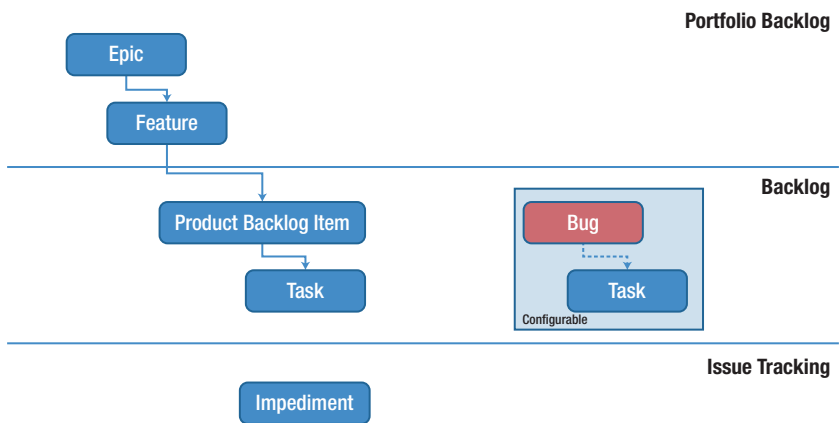 Portfolio Backlog
Epic
Feature
Backlog
Product Backlog Item
Bug
Task
Task
Configurable
Issue Tracking
Impediment